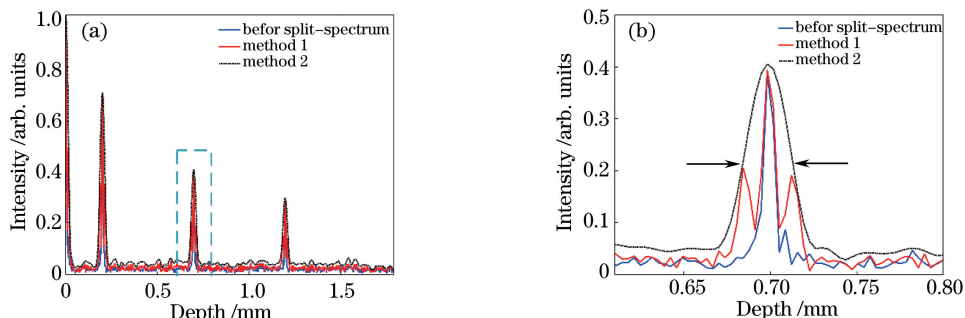 (a)
befor split-spectrum
method 1
method 2
Intensity /arb. units
1.0
0.8
0.6
0.4
0.2
0
0
0.5
1.0
1.5
Depth /mm
(b)
befor split-spectrum
method 1
method 2
Intensity /arb. units
0.5
0.4
0.3
0.2
0.1
0
0.65
0.70
0.75
0.80
Depth /mm